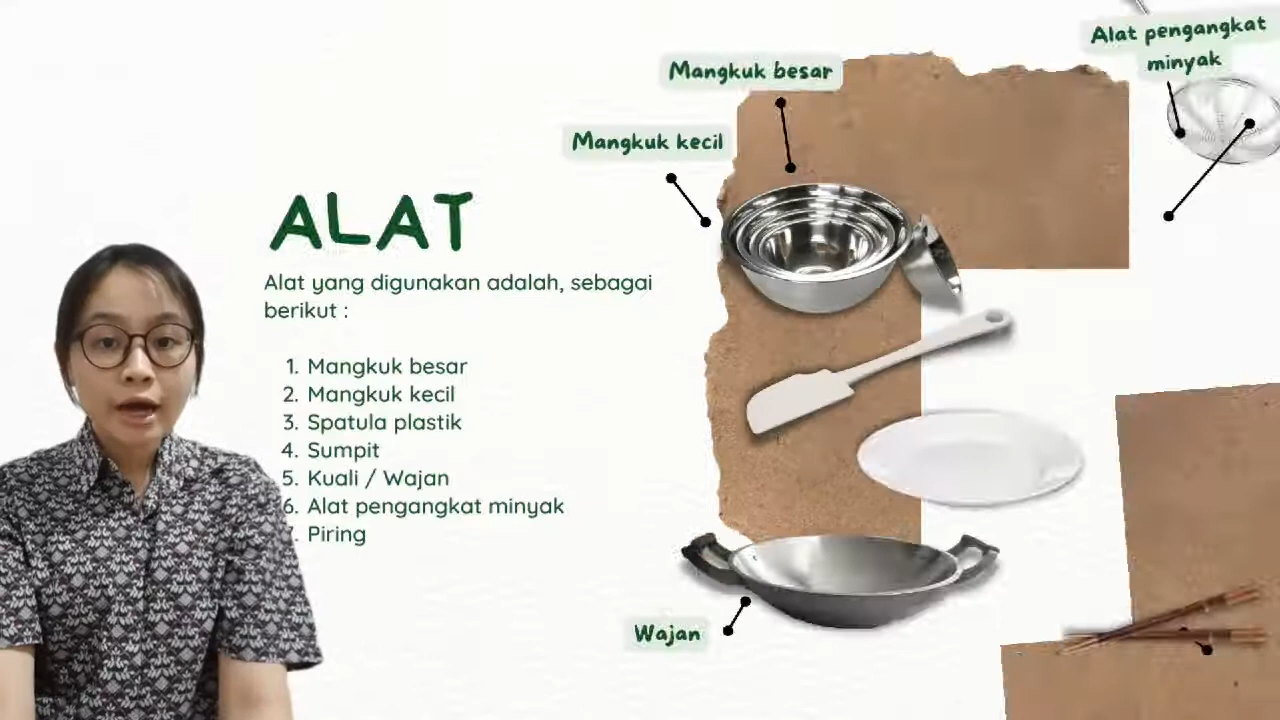 Alat pengangkat
minyak
Mangkuk besar
Mangkuk kecil
ALAT
Alat yang digunakan adalah, sebagai
berikut :
1. Mangkuk besar
2. Mangkuk kecil
3. Spatula plastik
4. Sumpit
5. Kuali / Wajan
6. Alat pengangkat minyak
7. Piring
Wajan